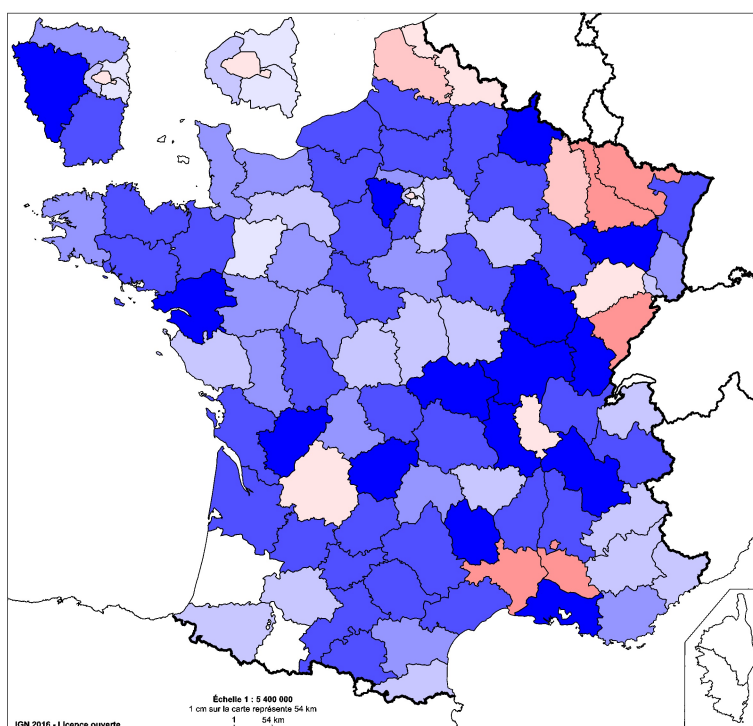 Échelle 1 : 5 400 000
1 cm sur la carte représente 54 km
1 54 km
IGN 2016 - Licence ouverte